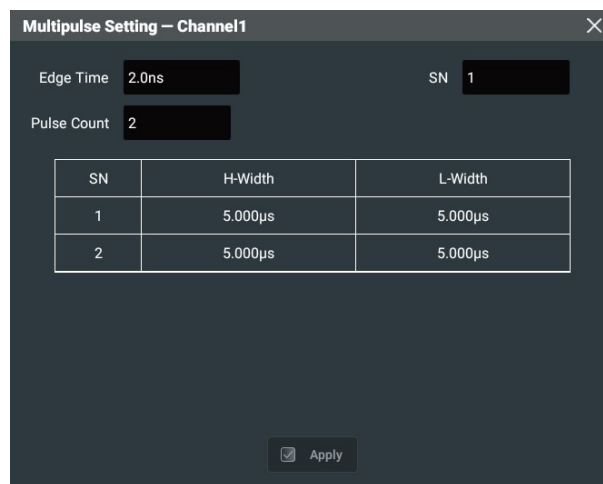 Multipulse Setting — Channel1
Edge Time 2.0ns SN 1
Pulse Count 2
SN H-Width L-Width
1 5.000µs 5.000µs
2 5.000µs 5.000µs
Apply